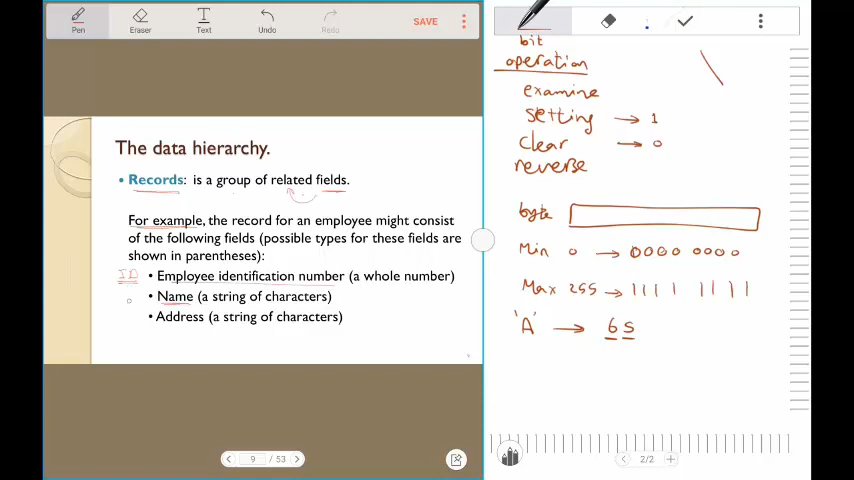 Pen
Eraser
Text
Undo
Redo
SAVE
The data hierarchy.
• Records: is a group of related fields.
For example, the record for an employee might consist
of the following fields (possible types for these fields are
shown in parentheses):
ID • Employee identification number (a whole number)
• Name (a string of characters)
• Address (a string of characters)
9 / 53
bit
operation
examine
setting → 1
clear → 0
reverse
byte
Min 0 → 0000 0000
Max 255 → 1111 1111
'A' → 65
2/2